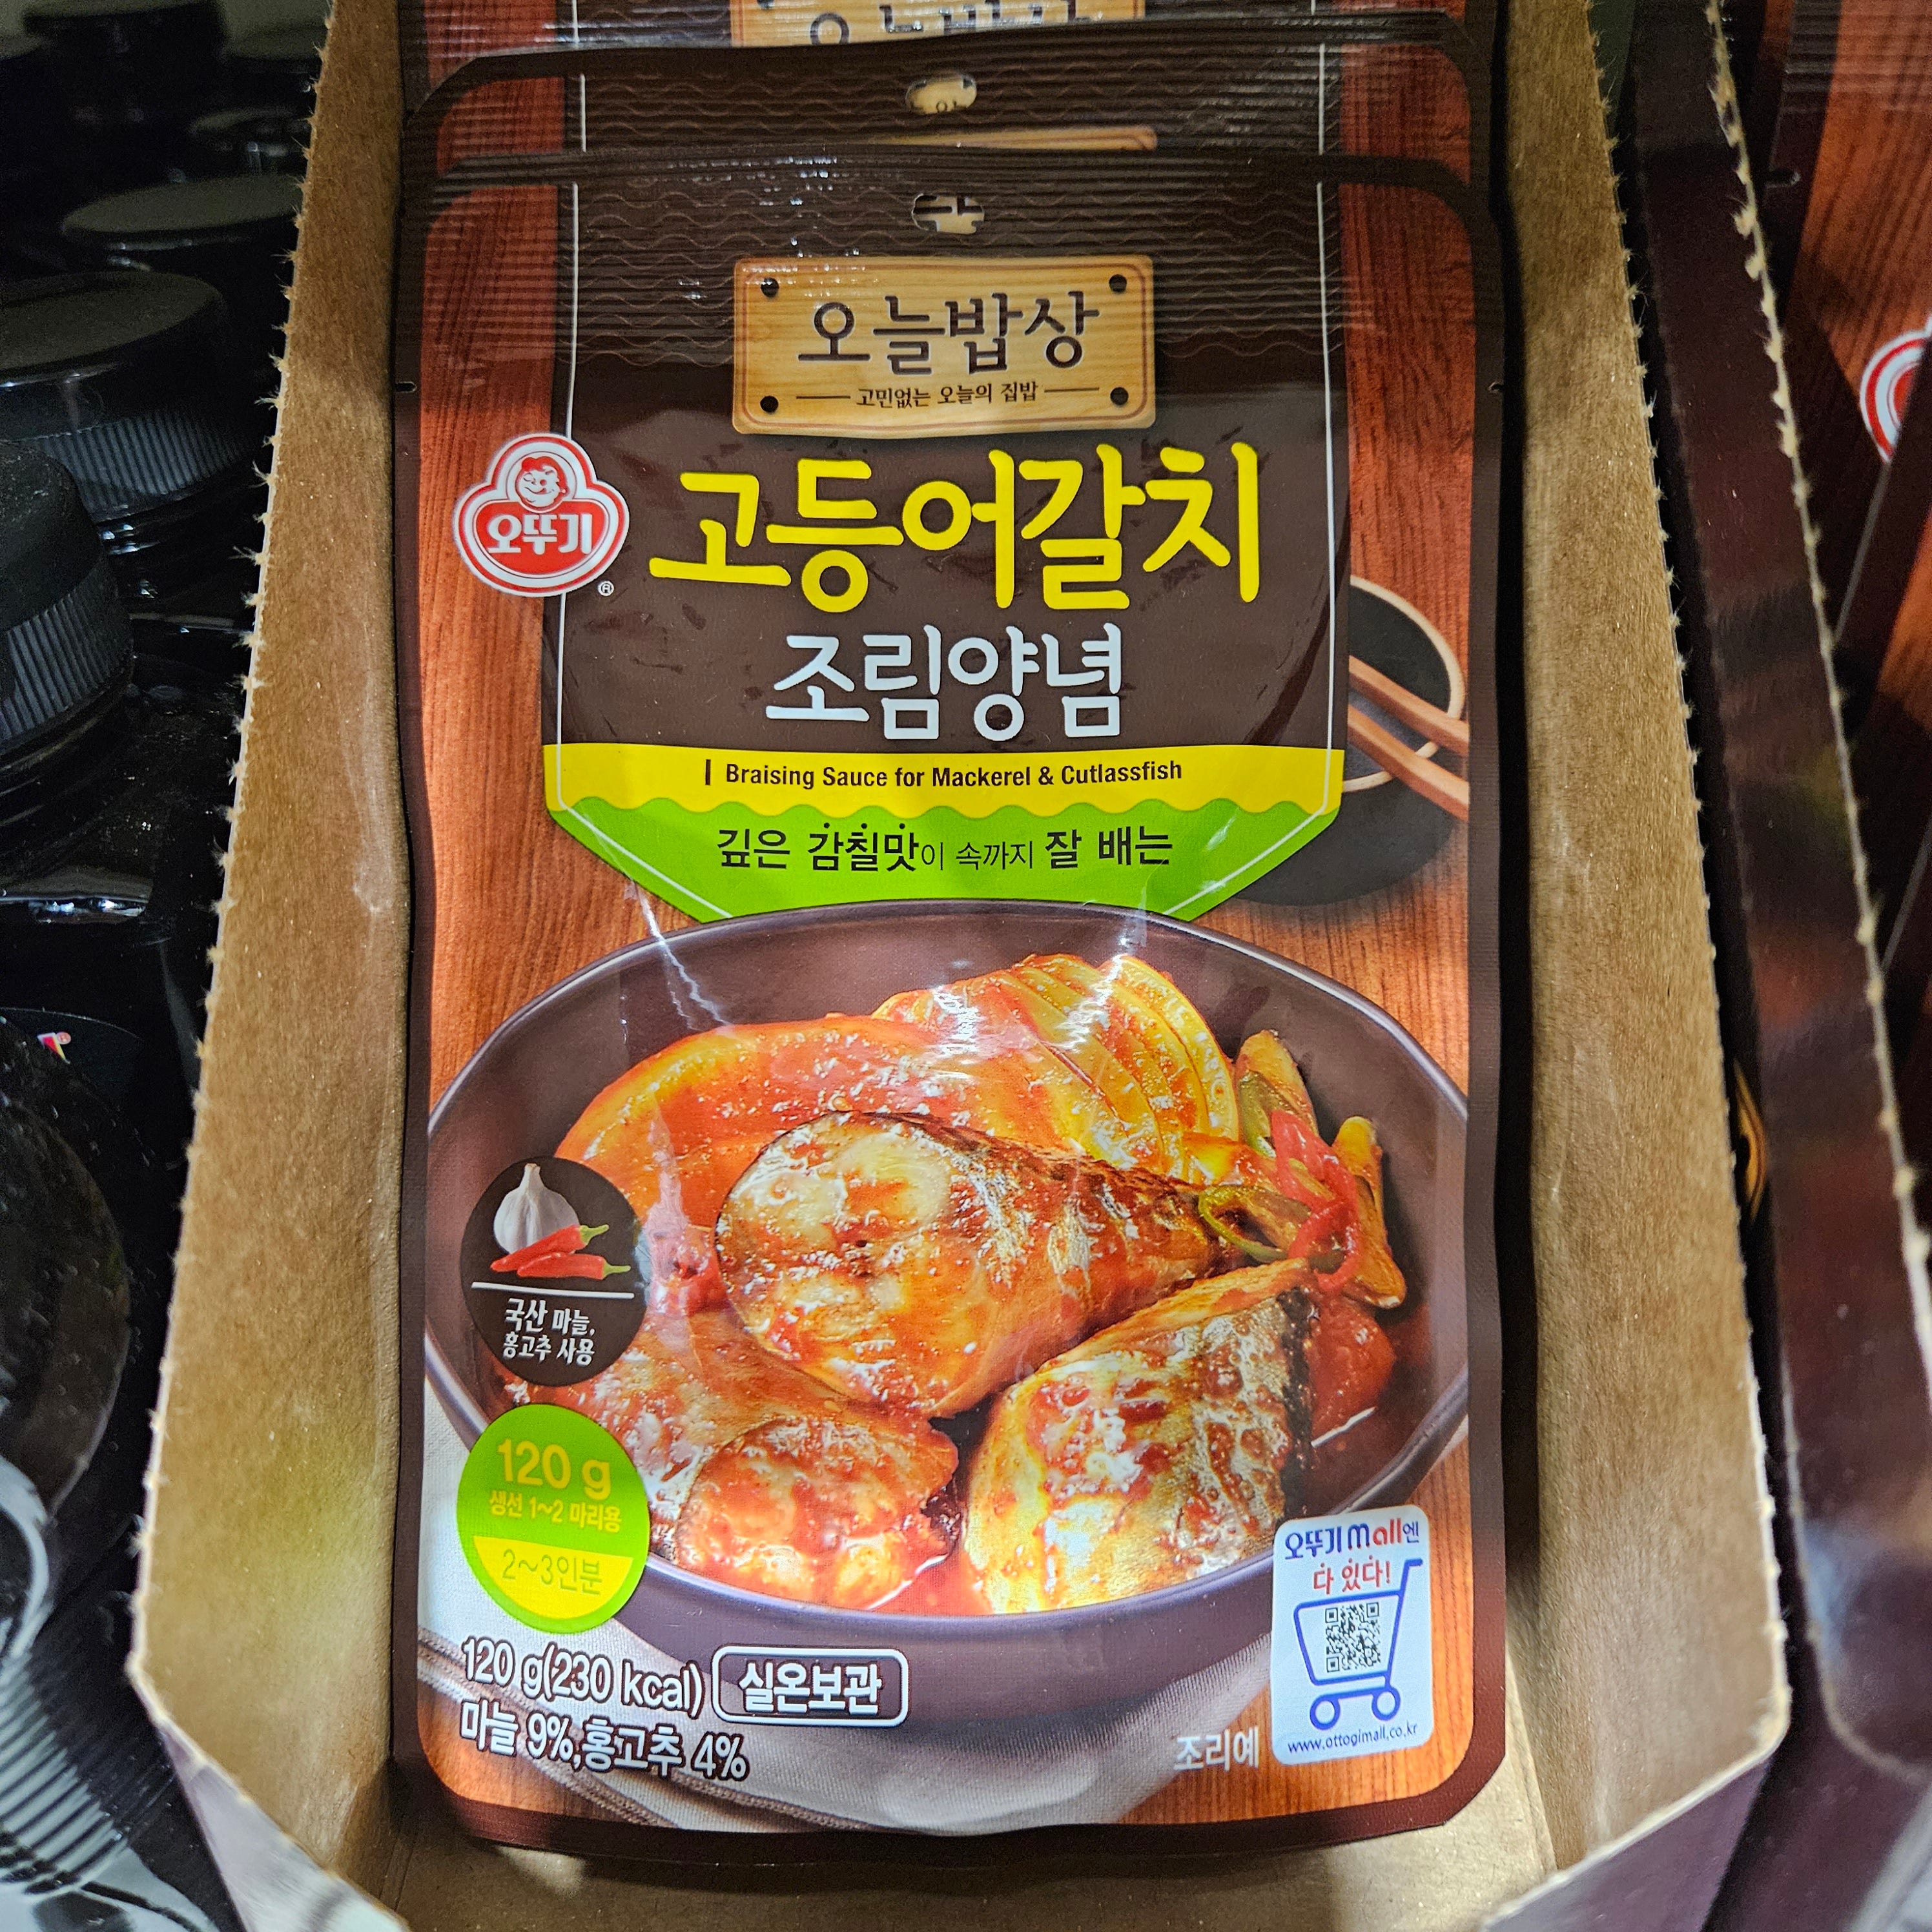 오늘밥상
고민없는 오늘의 집밥
오뚜기
®
고등어갈치
조림양념
Braising Sauce for Mackerel & Cutlassfish
깊은 감칠맛이 속까지 잘 배는
국산 마늘,
홍고추 사용
120 g
생선 1~2 마리용
2~3인분
120 g(230 kcal) 실온보관
마늘 9%,홍고추 4%
조리예
오뚜기mall엔
다 있다!
www.ottogimall.co.kr